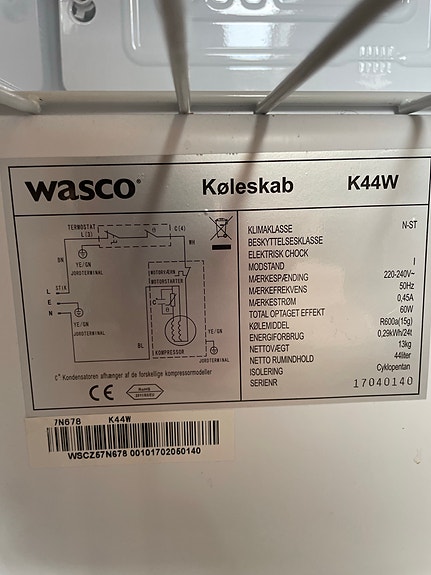 wasco® Køleskab K44W
TERMOSTAT
L(3) C(4)
BN YE/GN WH
JORDTERMINAL
MOTORVÆRN
MOTORSTARTER
L
E
N
YE/GN
JORDTERMINAL
BL
YE/GN
KOMPRESSOR
JORDTERMINAL
C* Kondensatoren afhænger af de forskellige kompressormodeller
CE RoHS
KLIMAKLASSE N-ST
BESKYTTELSESKLASSE
ELEKTRISK CHOCK
MODSTAND I
MÆRKESPÆNDING 220-240V~
MÆRKEFREKVENS 50Hz
MÆRKESTRØM 0,45A
TOTAL OPTAGET EFFEKT 60W
KØLEMIDDEL R600a(15g)
ENERGIFORBRUG 0,29kWh/24t
NETTOVÆGT 13kg
NETTO RUMINDHOLD 44liter
ISOLERING Cyklopentan
SERIENR 17040140
7N678 K44W
WSCZ57N678 00101702050140